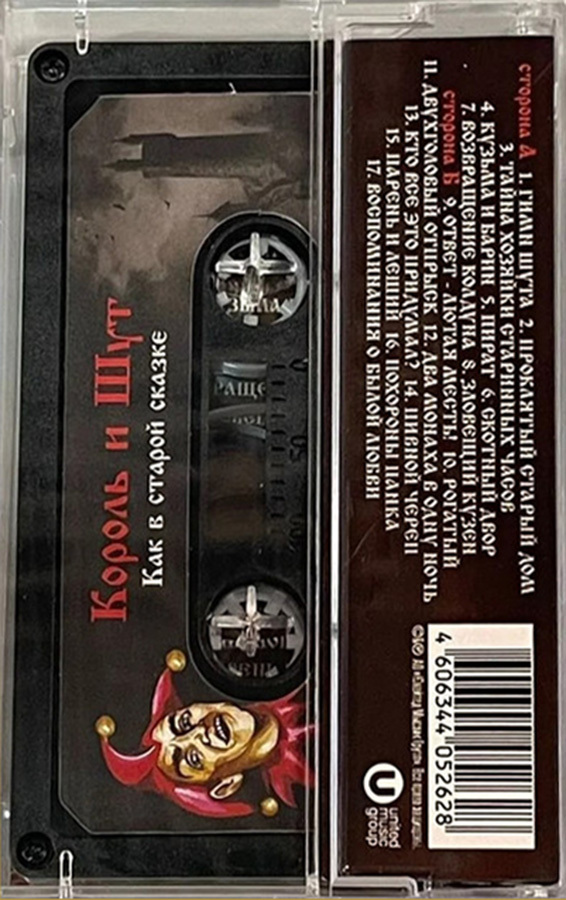 Король и Шут
Как в старой сказке
сторона А
1. ГИМН ШУТА 2. ПРОКЛЯТЫЙ СТАРЫЙ ДОМ
3. ТАЙНА ХОЗЯЙКИ СТАРИННЫХ ЧАСОВ
4. КУЗЬМА И БАРИН 5. ПИРАТ 6. СКОТНЫЙ ДВОР
7. ВОЗВРАЩЕНИЕ КОЛДУНА 8. ЗЛОВЕЩИЙ КУЗЕН
сторона Б
9. ОТВЕТ - ЛЮТАЯ МЕСТЬ! 10. РОГАТЫЙ
11. ДВУХГОЛОВЫЙ ОТПРЫСК 12. ДВА МОНАХА В ОДНУ НОЧЬ
13. КТО ВСЕ ЭТО ПРИДУМАЛ? 14. ПИВНОЙ ЧЕРЕП
15. ПАРЕНЬ И ЛЕШИЙ 16. ПОХОРОНЫ ПАНКА
17. ВОСПОМИНАНИЯ О БЫЛОЙ ЛЮБВИ
4 606344 052628
united
music
group